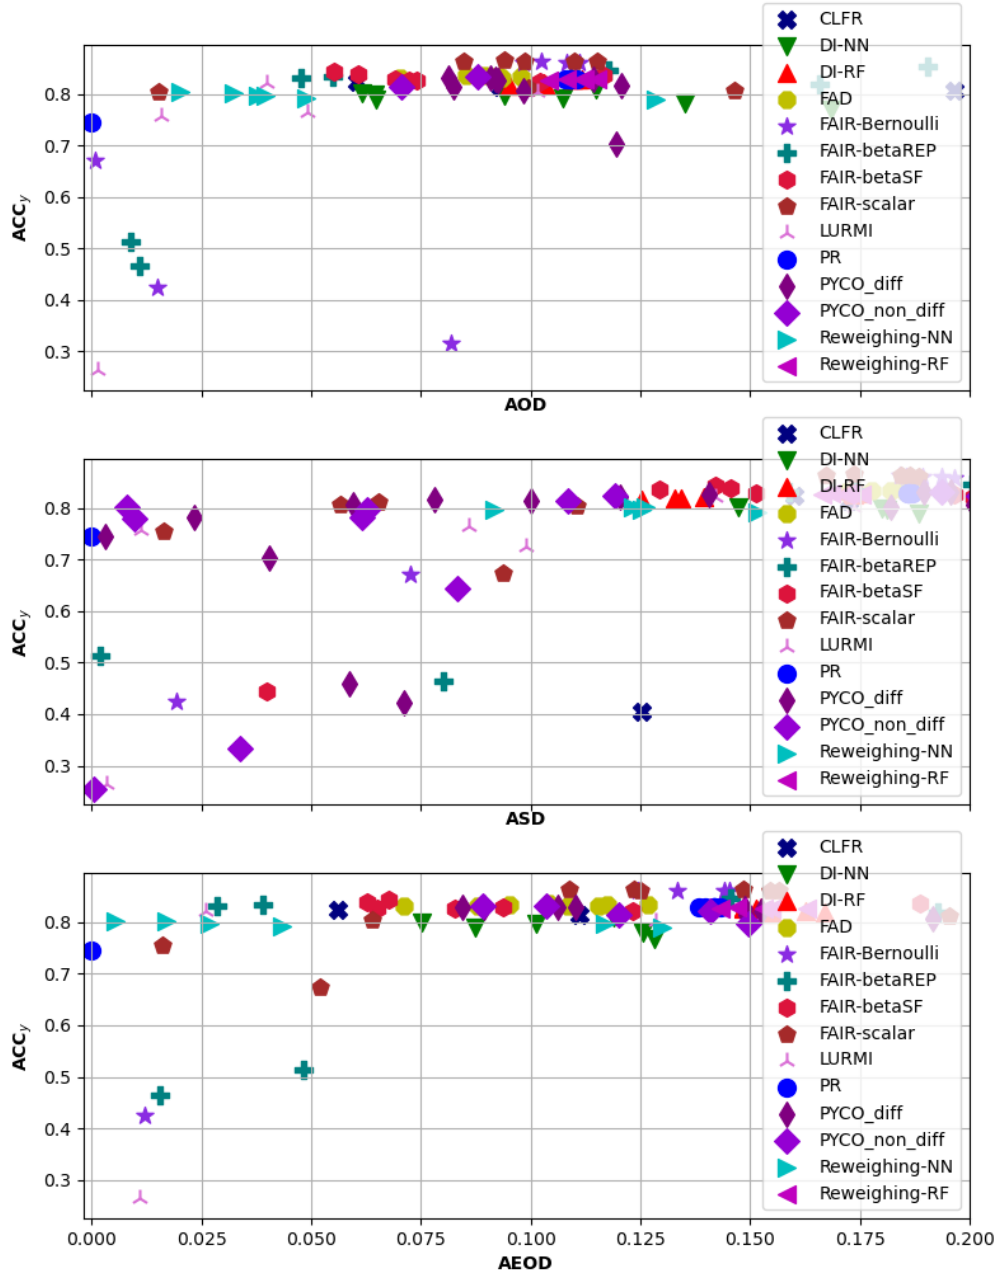 CLFR
DI-NN
DI-RF
FAD
FAIR-Bernoulli
FAIR-betaREP
FAIR-betaSF
FAIR-scalar
LURMI
PR
PYCO_diff
PYCO_non_diff
Reweighing-NN
Reweighing-RF
0.8
0.7
0.6
0.5
0.4
0.3
ACCy
AOD
CLFR
DI-NN
DI-RF
FAD
FAIR-Bernoulli
FAIR-betaREP
FAIR-betaSF
FAIR-scalar
LURMI
PR
PYCO_diff
PYCO_non_diff
Reweighing-NN
Reweighing-RF
0.8
0.7
0.6
0.5
0.4
0.3
ACCy
ASD
CLFR
DI-NN
DI-RF
FAD
FAIR-Bernoulli
FAIR-betaREP
FAIR-betaSF
FAIR-scalar
LURMI
PR
PYCO_diff
PYCO_non_diff
Reweighing-NN
Reweighing-RF
0.8
0.7
0.6
0.5
0.4
0.3
ACCy
0.000 0.025 0.050 0.075 0.100 0.125 0.150 0.175 0.200
AEOD